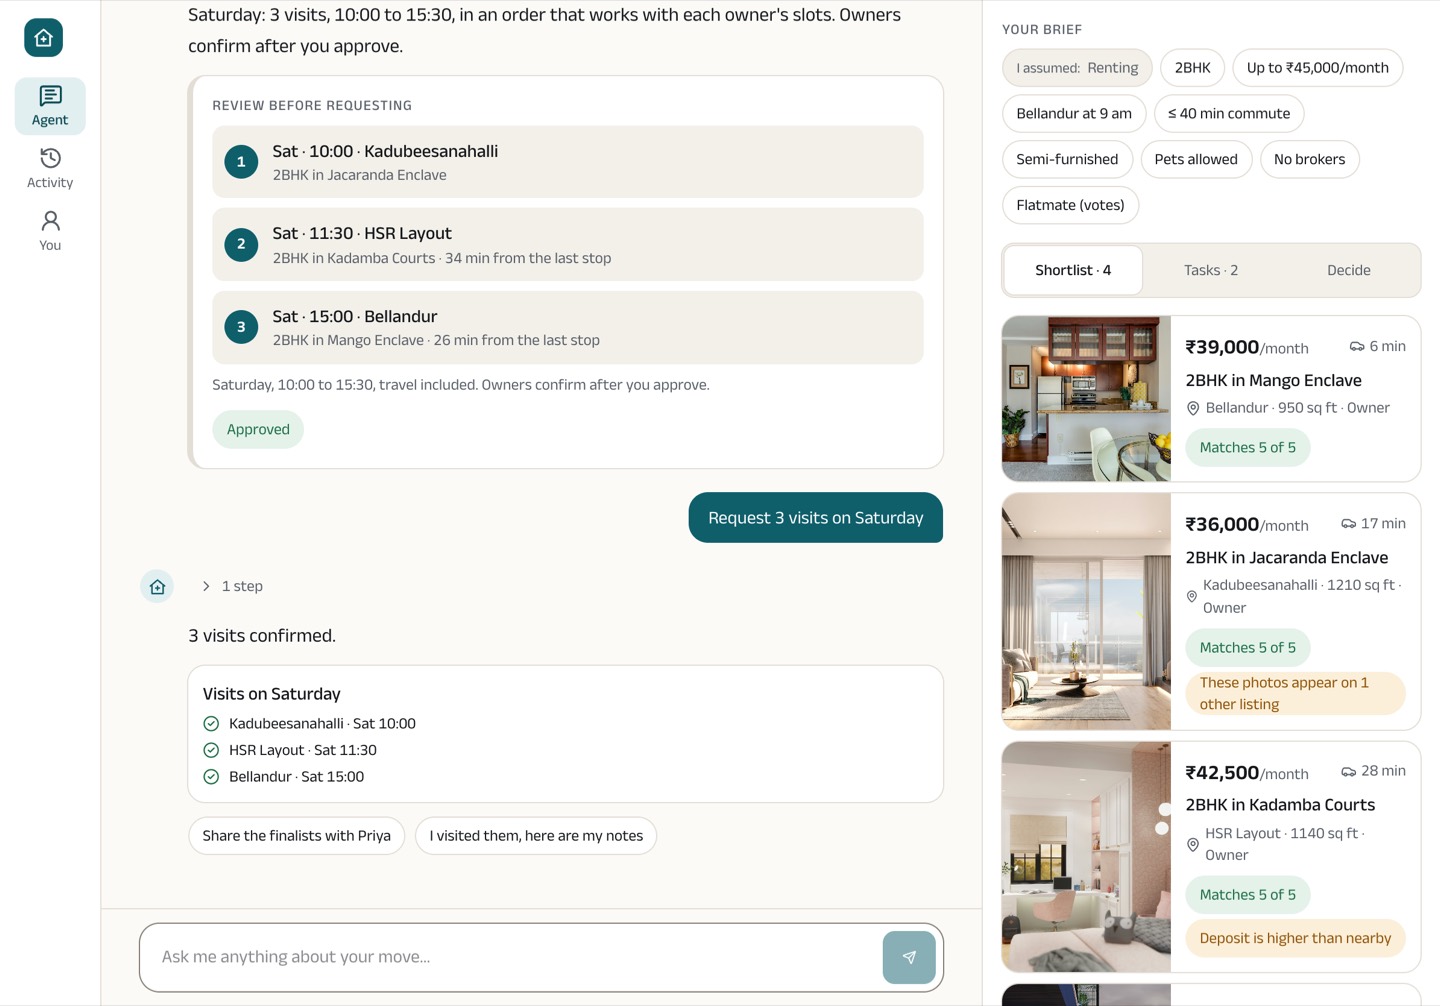 Agent
Activity
You
Saturday: 3 visits, 10:00 to 15:30, in an order that works with each owner's slots. Owners
confirm after you approve.
REVIEW BEFORE REQUESTING
1
Sat · 10:00 · Kadubeesanahalli
2BHK in Jacaranda Enclave
2
Sat · 11:30 · HSR Layout
2BHK in Kadamba Courts · 34 min from the last stop
3
Sat · 15:00 · Bellandur
2BHK in Mango Enclave · 26 min from the last stop
Saturday, 10:00 to 15:30, travel included. Owners confirm after you approve.
Approved
Request 3 visits on Saturday
1 step
3 visits confirmed.
Visits on Saturday
Kadubeesanahalli · Sat 10:00
HSR Layout · Sat 11:30
Bellandur · Sat 15:00
Share the finalists with Priya
I visited them, here are my notes
Ask me anything about your move...
YOUR BRIEF
I assumed: Renting
2BHK
Up to ₹45,000/month
Bellandur at 9 am
≤ 40 min commute
Semi-furnished
Pets allowed
No brokers
Flatmate (votes)
Shortlist · 4
Tasks · 2
Decide
₹39,000/month
6 min
2BHK in Mango Enclave
Bellandur · 950 sq ft · Owner
Matches 5 of 5
₹36,000/month
17 min
2BHK in Jacaranda Enclave
Kadubeesanahalli · 1210 sq ft ·
Owner
Matches 5 of 5
These photos appear on 1
other listing
₹42,500/month
28 min
2BHK in Kadamba Courts
HSR Layout · 1140 sq ft ·
Owner
Matches 5 of 5
Deposit is higher than nearby